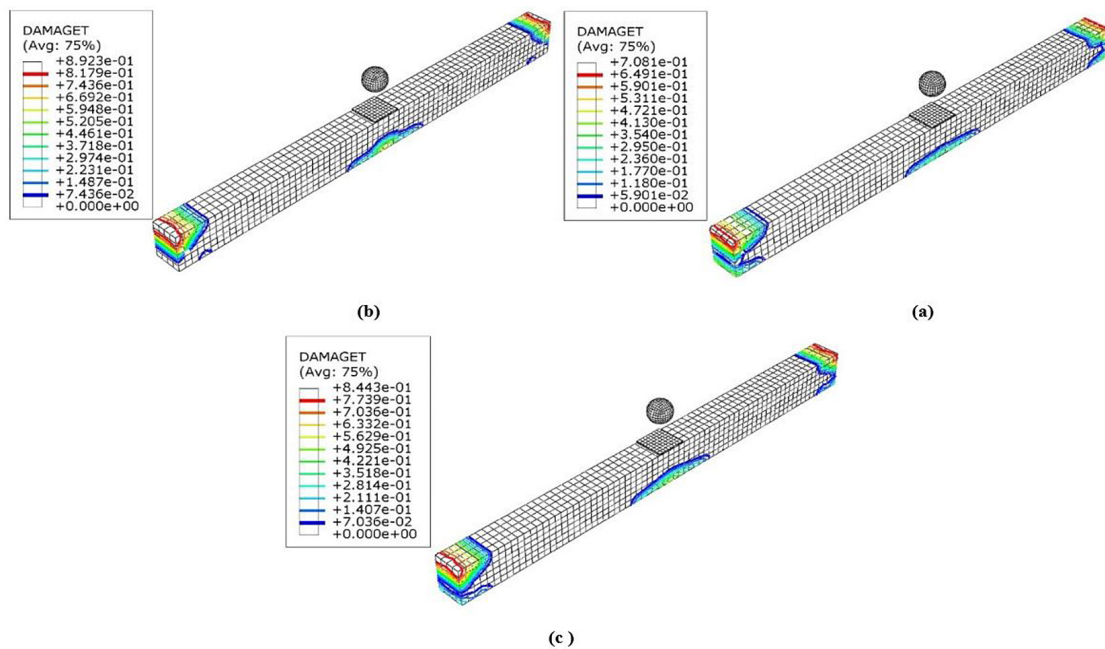 DAMAGET
(Avg: 75%)
+8.923e-01
+8.179e-01
+7.436e-01
+6.692e-01
+5.948e-01
+5.205e-01
+4.461e-01
+3.718e-01
+2.974e-01
+2.231e-01
+1.487e-01
+7.436e-02
+0.000e+00
(b)
DAMAGET
(Avg: 75%)
+7.081e-01
+6.491e-01
+5.901e-01
+5.311e-01
+4.721e-01
+4.130e-01
+3.540e-01
+2.950e-01
+2.360e-01
+1.770e-01
+1.180e-01
+5.901e-02
+0.000e+00
(a)
DAMAGET
(Avg: 75%)
+8.443e-01
+7.739e-01
+7.036e-01
+6.332e-01
+5.629e-01
+4.925e-01
+4.221e-01
+3.518e-01
+2.814e-01
+2.111e-01
+1.407e-01
+7.036e-02
+0.000e+00
(c )